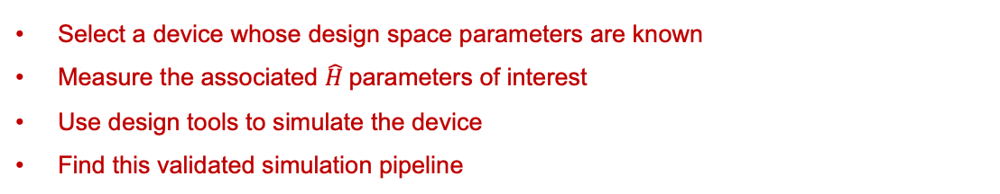 • Select a device whose design space parameters are known
• Measure the associated Ĥ parameters of interest
• Use design tools to simulate the device
• Find this validated simulation pipeline